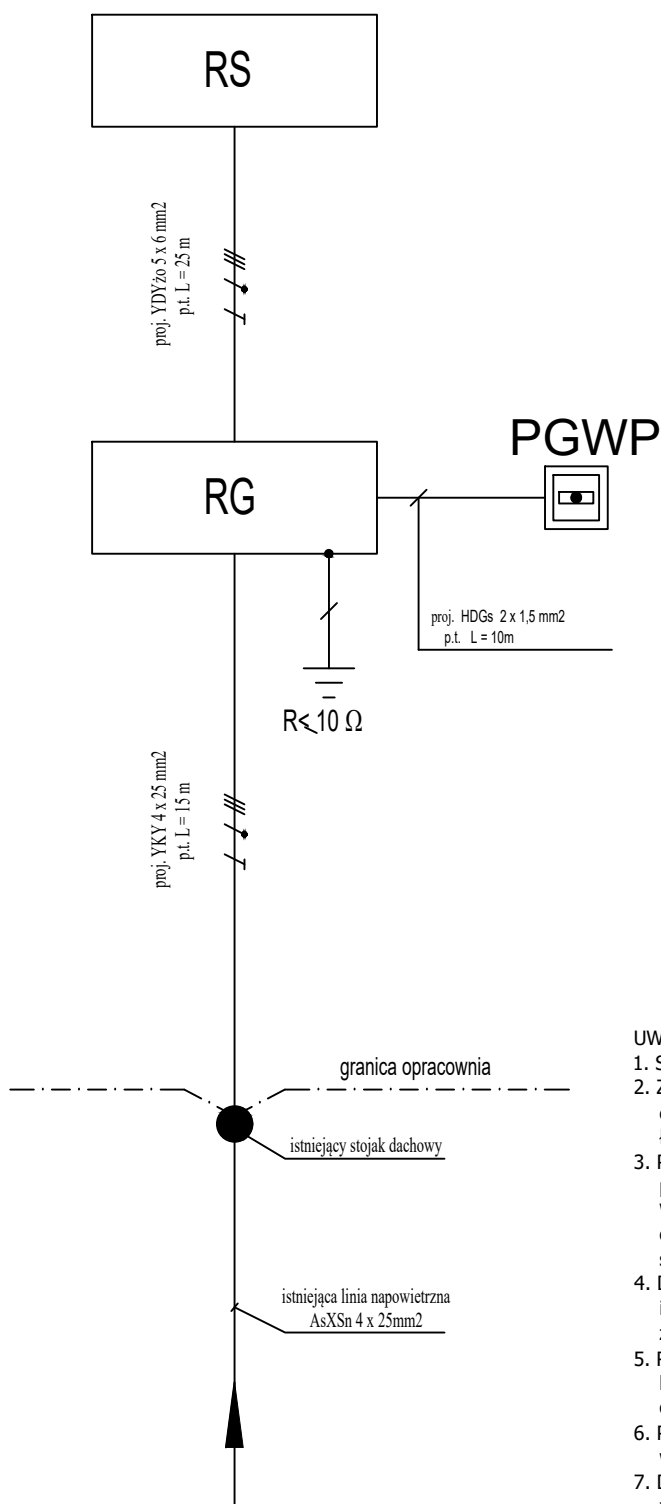 RS
proj. YDYżo 5 x 6 mm2
p.t. L = 25 m
PGWP
RG
proj. HDGs 2 x 1,5 mm2
p.t. L = 10m
R< 10 Ω
proj. YKY 4 x 25 mm2
p.t. L = 15 m
granica opracownia
istniejący stojak dachowy
istniejąca linia napowietrzna
AsXSn 4 x 25mm2
UW
1. S
2. Z
3. P
4. D
5. P
6. P
7. D